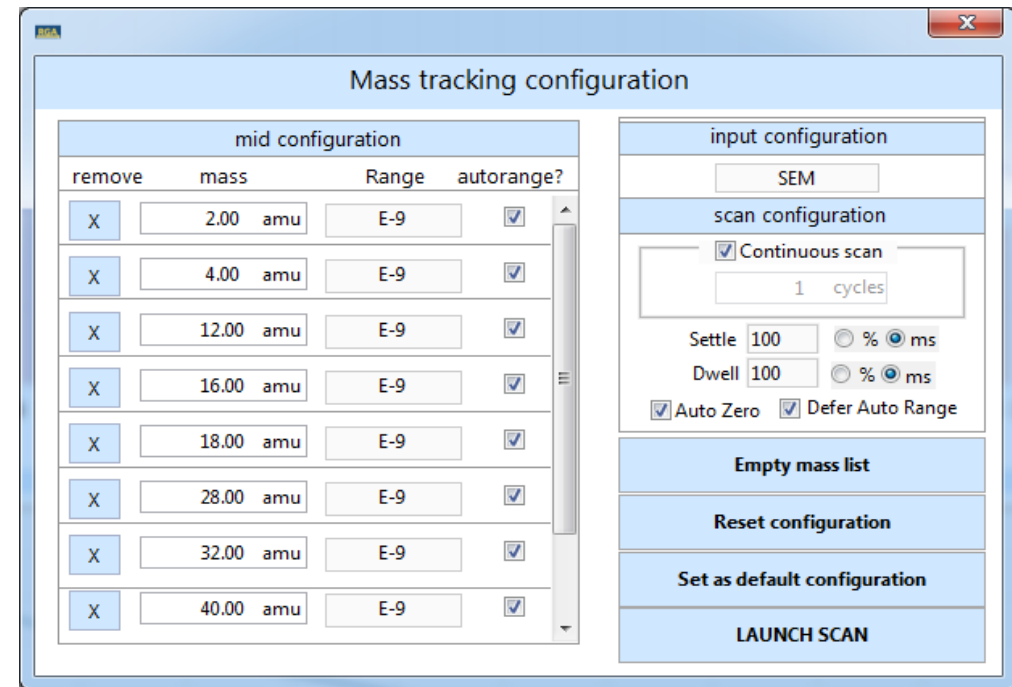 RGA
Mass tracking configuration
mid configuration
remove mass Range autorange?
X 2.00 amu E-9
X 4.00 amu E-9
X 12.00 amu E-9
X 16.00 amu E-9
X 18.00 amu E-9
X 28.00 amu E-9
X 32.00 amu E-9
X 40.00 amu E-9
input configuration
SEM
scan configuration
Continuous scan
1 cycles
Settle 100 % ms
Dwell 100 % ms
Auto Zero Defer Auto Range
Empty mass list
Reset configuration
Set as default configuration
LAUNCH SCAN